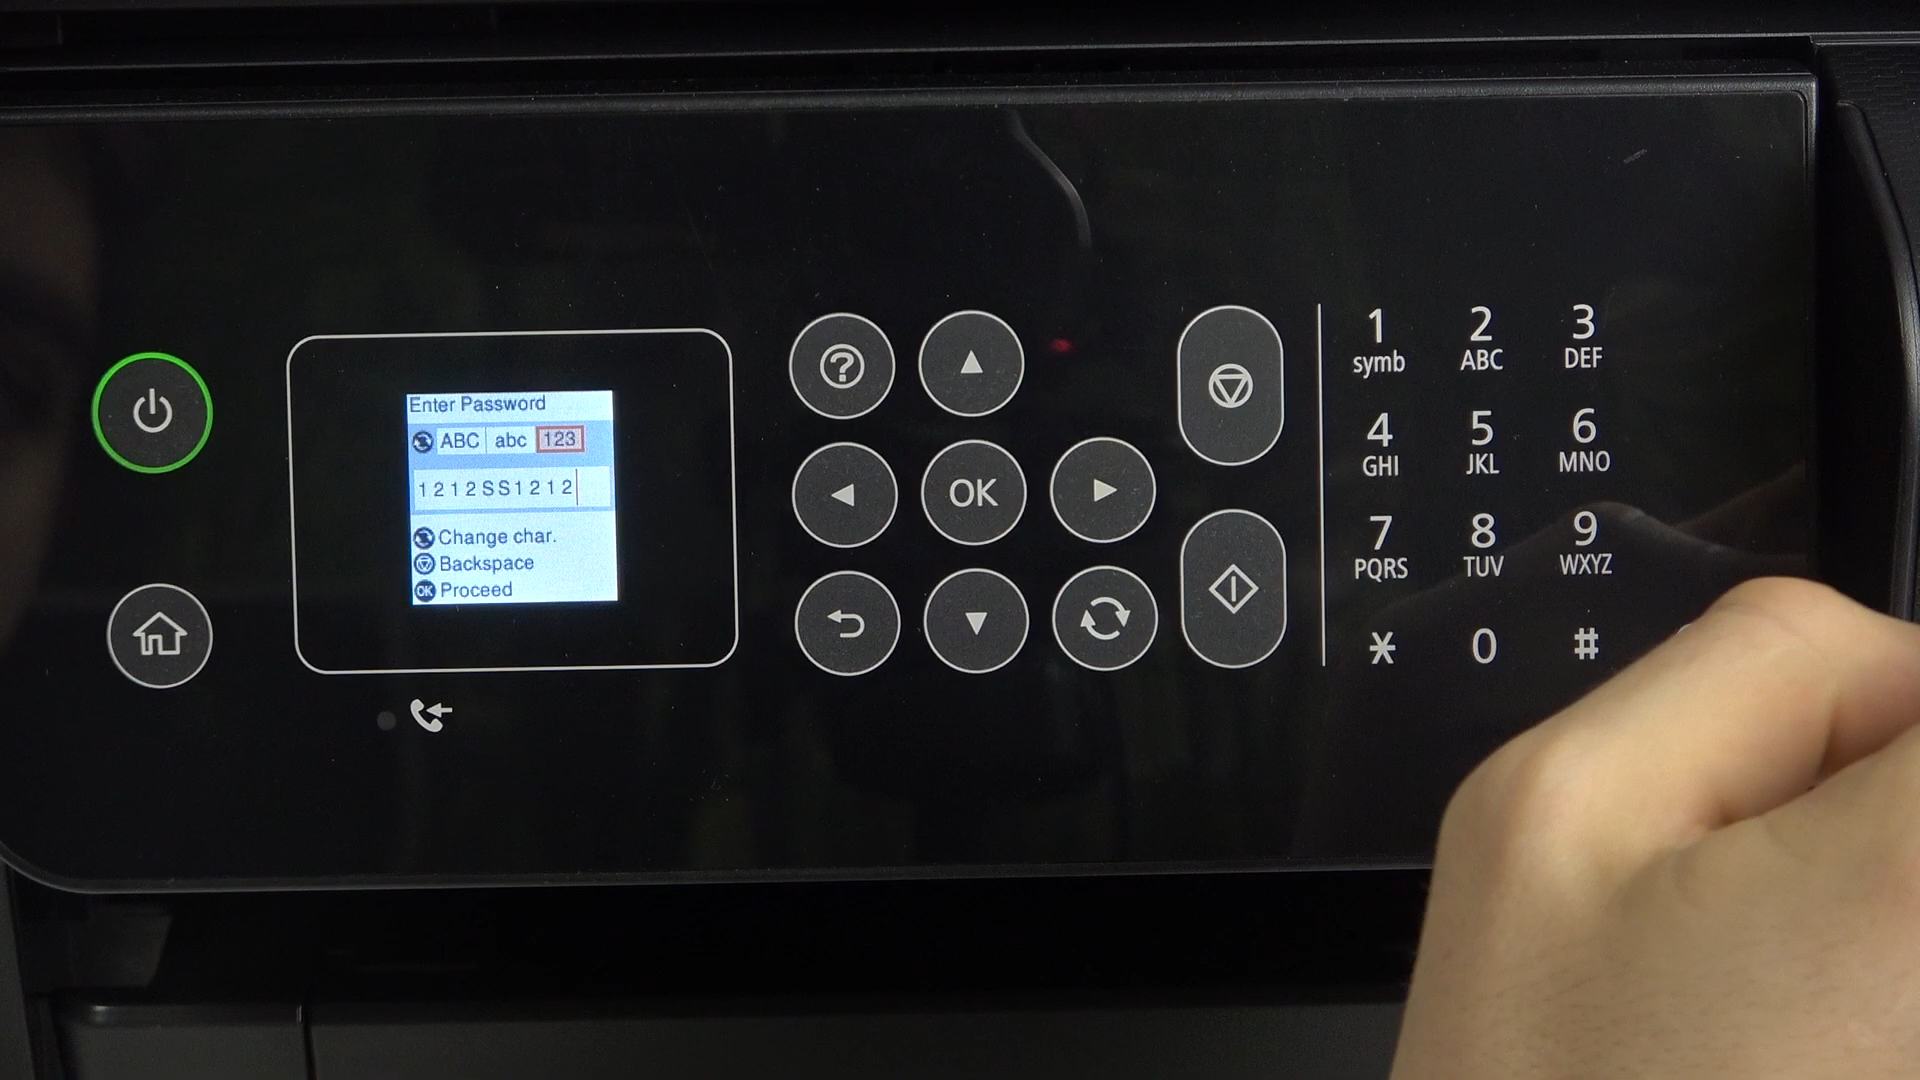 Enter Password
ABC abc 123
1212SS1212
Change char.
Backspace
OK Proceed
?
OK
1 2 3
symb ABC DEF
4 5 6
GHI JKL MNO
7 8 9
PQRS TUV WXYZ
* 0 #